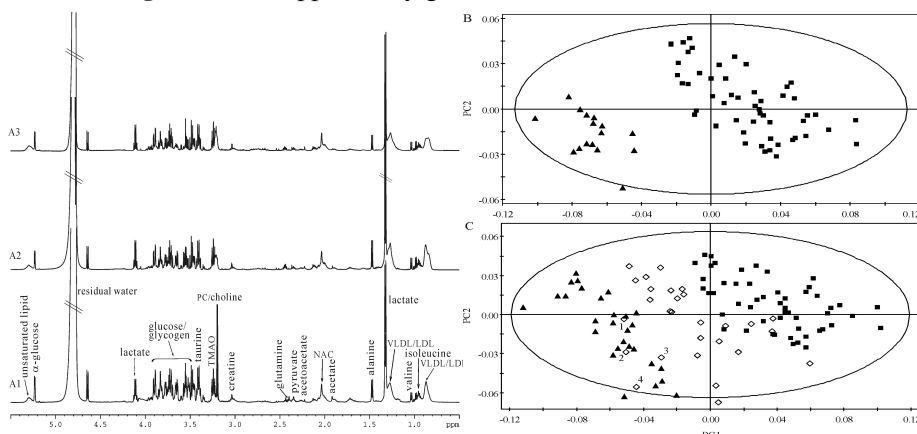 A3
A2
A1
unsaturated lipid
α-glucose
residual water
lactate
glucose/
glycogen
taurine
TMAO
PC/choline
creatine
glutamine
pyruvate
acetoacetate
NAC
acetate
alanine
lactate
VLDL/LDL
isoleucine
valine
VLDL/LDL
5.0 4.5 4.0 3.5 3.0 2.5 2.0 1.5 1.0 ppm
B
PC2
0.06
0.03
0.00
-0.03
-0.06
-0.12 -0.08 -0.04 0.00 0.04 0.08 0.12
C
PC2
0.06
0.03
0.00
-0.03
-0.06
1
2
3
4
-0.12 -0.08 -0.04 0.00 0.04 0.08 0.12